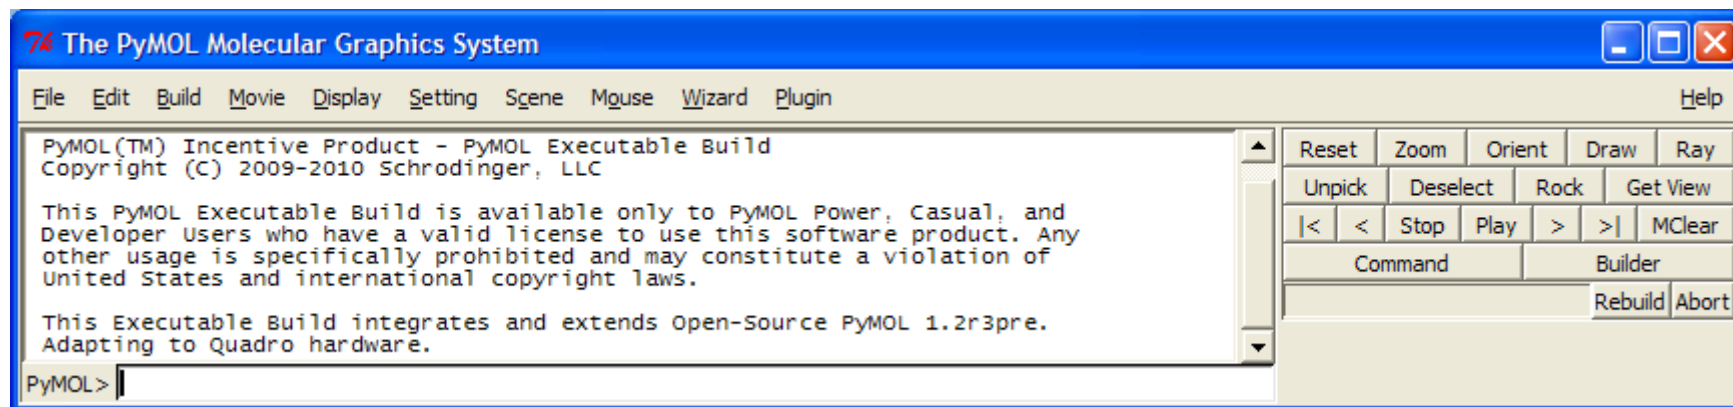 The PyMOL Molecular Graphics System
File Edit Build Movie Display Setting Scene Mouse Wizard Plugin Help
PyMOL(TM) Incentive Product - PyMOL Executable Build
Copyright (C) 2009-2010 Schrodinger, LLC
This PyMOL Executable Build is available only to PyMOL Power, Casual, and
Developer Users who have a valid license to use this software product. Any
other usage is specifically prohibited and may constitute a violation of
United States and international copyright laws.
This Executable Build integrates and extends Open-Source PyMOL 1.2r3pre.
Adapting to Quadro hardware.
PyMOL>
Reset Zoom Orient Draw Ray
Unpick Deselect Rock Get View
|< < Stop Play > >| MClear
Command Builder
Rebuild Abort